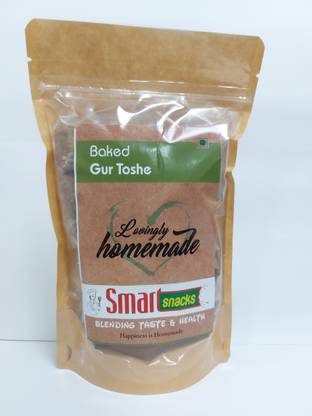 Baked
Gur Toshe
Lovingly
homemade
Smart snacks
BLENDING TASTE & HEALTH
Happiness is Homemade